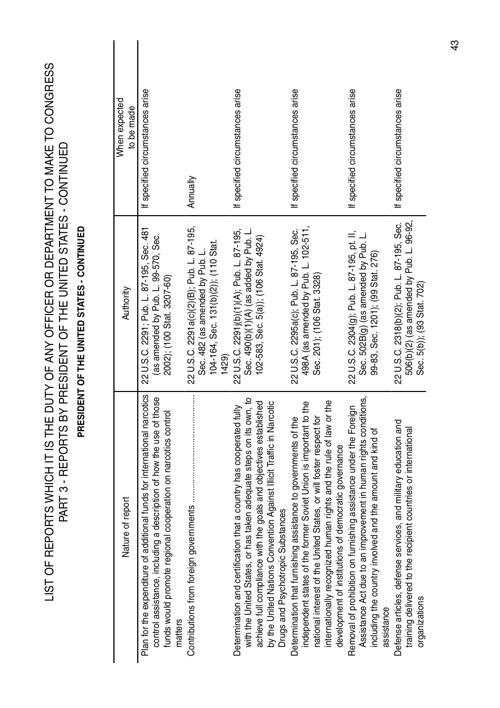 LIST OF REPORTS WHICH IT IS THE DUTY OF ANY OFFICER OR DEPARTMENT TO MAKE TO CONGRESS
PART 3 - REPORTS BY PRESIDENT OF THE UNITED STATES - CONTINUED
PRESIDENT OF THE UNITED STATES - CONTINUED
Nature of report
Authority
When expected
to be made
Plan for the expenditure of additional funds for international narcotics
control assistance, including a description of how the use of those
funds would promote regional cooperation on narcotics control
matters
22 U.S.C. 2291; Pub. L. 87-195, Sec. 481
(as amended by Pub. L. 99-570, Sec.
2002); (100 Stat. 3207-60)
If specified circumstances arise
Contributions from foreign governments
22 U.S.C. 2291a(c)(2)(B); Pub. L. 87-195,
Sec. 482 (as amended by Pub. L.
104-164, Sec. 131(b)(2)); (110 Stat.
1429)
Annually
Determination and certification that a country has cooperated fully
with the United States, or has taken adequate steps on its own, to
achieve full compliance with the goals and objectives established
by the United Nations Convention Against Illicit Traffic in Narcotic
Drugs and Psychotropic Substances
22 U.S.C. 2291j(b)(1)(A); Pub. L. 87-195,
Sec. 490(b)(1)(A) (as added by Pub. L.
102-583, Sec. 5(a)); (106 Stat. 4924)
If specified circumstances arise
Determination that furnishing assistance to governments of the
independent states of the former Soviet Union is important to the
national interest of the United States, or will foster respect for
internationally recognized human rights and the rule of law or the
development of institutions of democratic governance
22 U.S.C. 2295a(c); Pub. L. 87-195, Sec.
498A (as amended by Pub. L. 102-511,
Sec. 201); (106 Stat. 3328)
If specified circumstances arise
Removal of prohibition on furnishing assistance under the Foreign
Assistance Act due to an improvement in human rights conditions,
including the country involved and the amount and kind of
assistance
22 U.S.C. 2304(g); Pub. L. 87-195, pt. II,
Sec. 502B(g) (as amended by Pub. L.
99-83, Sec. 1201); (99 Stat. 276)
If specified circumstances arise
Defense articles, defense services, and military education and
training delivered to the recipient countries or international
organizations
22 U.S.C. 2318(b)(2); Pub. L. 87-195, Sec.
506(b)(2) (as amended by Pub. L. 96-92,
Sec. 5(b)); (93 Stat. 702)
If specified circumstances arise
43